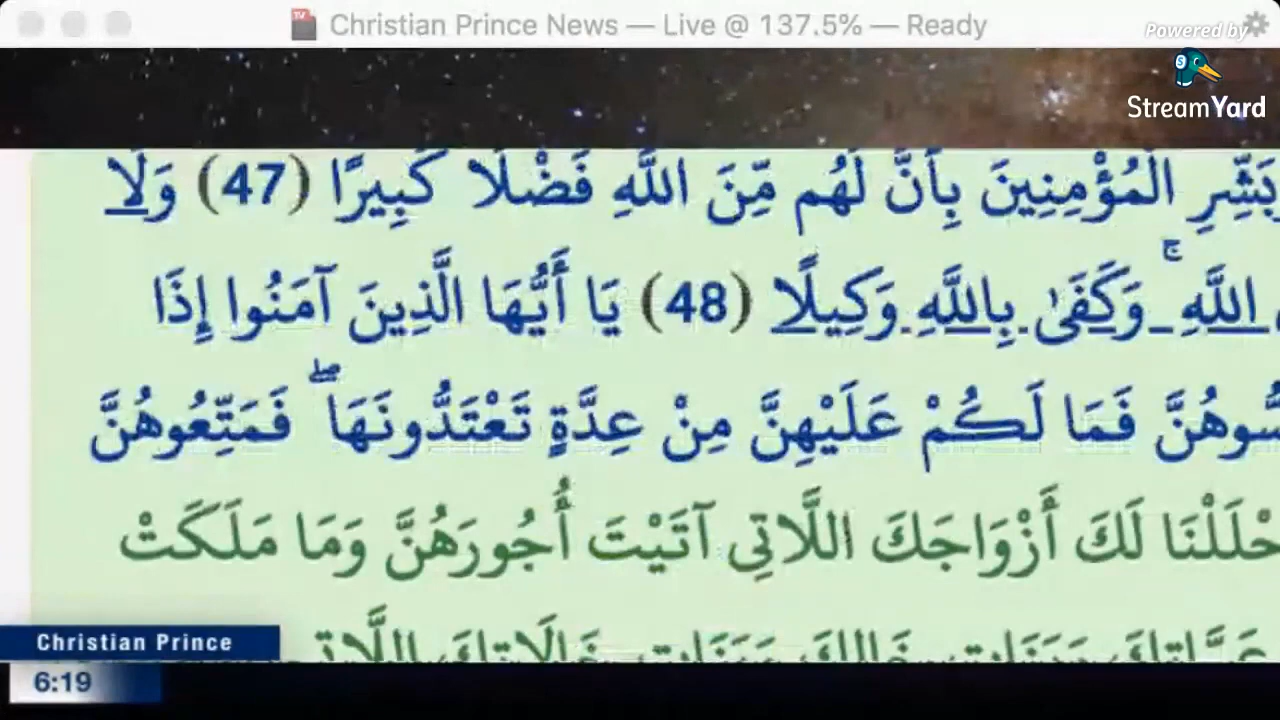 Christian Prince News — Live @ 137.5% — Ready
Powered by
StreamYard
بَشِّرِ الْمُؤْمِنِينَ بِأَنَّ لَهُم مِّنَ اللَّهِ فَضْلًا كَبِيرًا (47) وَلَا
اللَّهِ ۚ وَكَفَىٰ بِاللَّهِ وَكِيلًا (48) يَا أَيُّهَا الَّذِينَ آمَنُوا إِذَا
سُّوهُنَّ فَمَا لَكُمْ عَلَيْهِنَّ مِنْ عِدَّةٍ تَعْتَدُّونَهَا ۖ فَمَتِّعُوهُنَّ
حْلَلْنَا لَكَ أَزْوَاجَكَ اللَّاتِي آتَيْتَ أُجُورَهُنَّ وَمَا مَلَكَتْ
Christian Prince
6:19